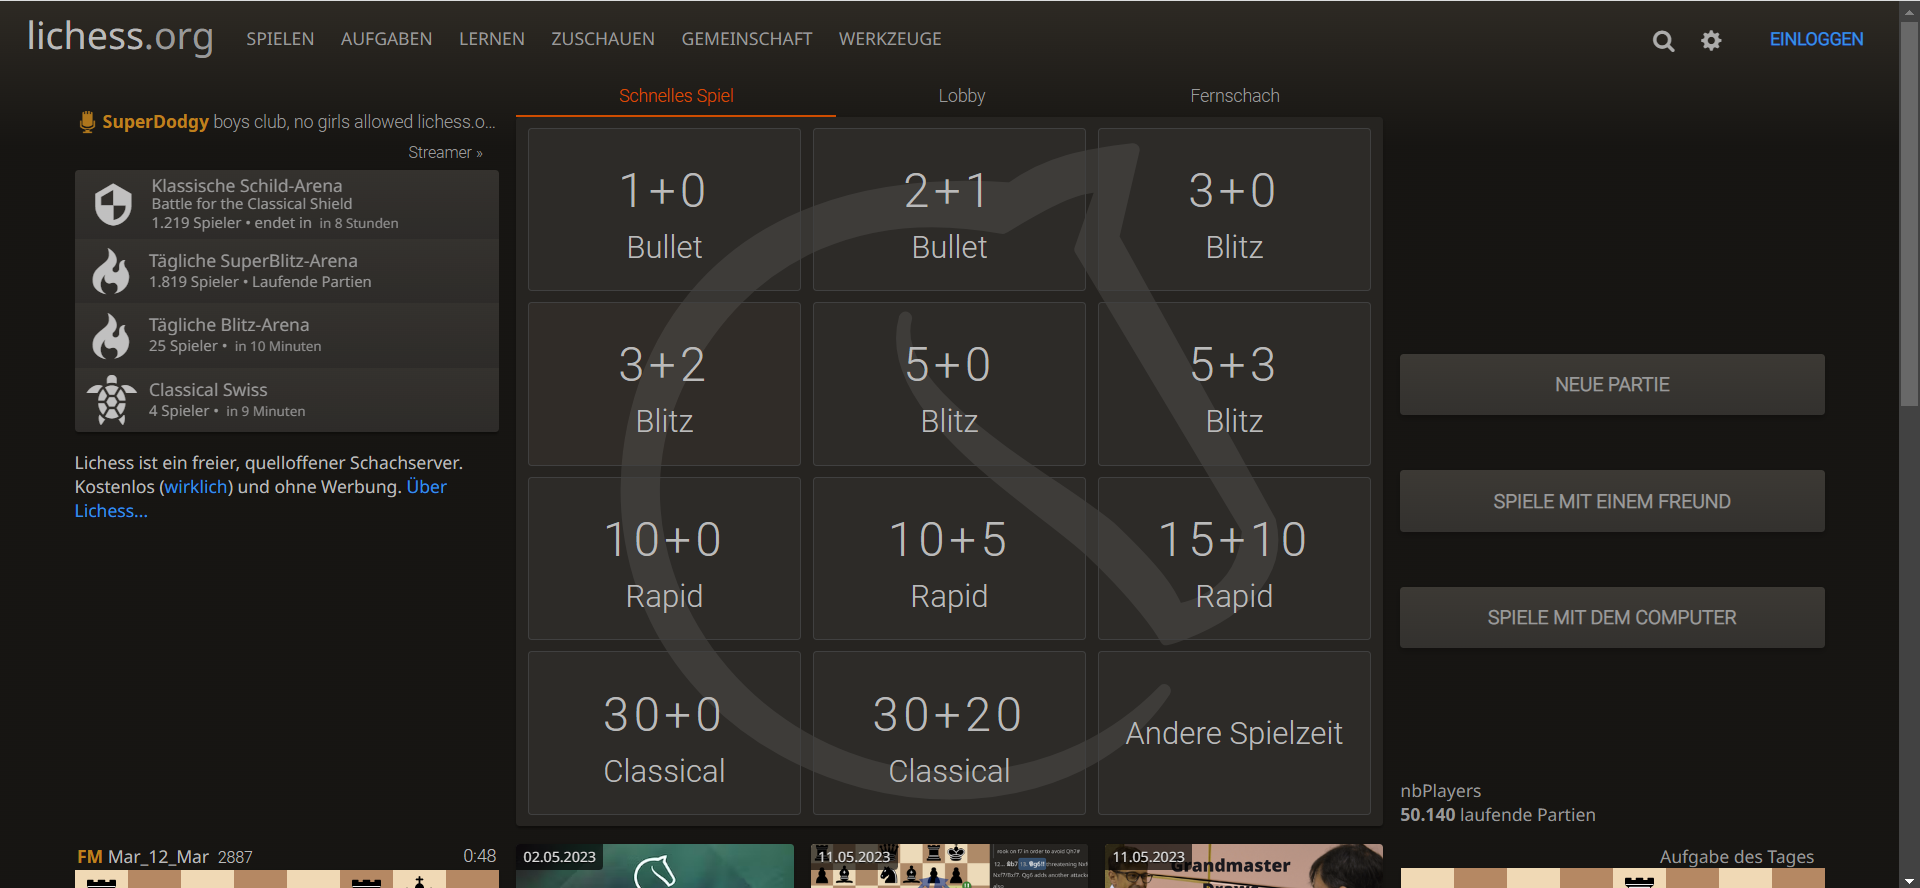 lichess.org SPIELEN AUFGABEN LERNEN ZUSCHAUEN GEMEINSCHAFT WERKZEUGE EINLOGGEN
SuperDodgy boys club, no girls allowed lichess.o...
Streamer »
Klassische Schild-Arena
Battle for the Classical Shield
1.219 Spieler • endet in in 8 Stunden
Tägliche SuperBlitz-Arena
1.819 Spieler • Laufende Partien
Tägliche Blitz-Arena
25 Spieler • in 10 Minuten
Classical Swiss
4 Spieler • in 9 Minuten
Lichess ist ein freier, quelloffener Schachserver.
Kostenlos (wirklich) und ohne Werbung. Über
Lichess...
Schnelles Spiel Lobby Fernschach
1+0
Bullet
2+1
Bullet
3+0
Blitz
3+2
Blitz
5+0
Blitz
5+3
Blitz
10+0
Rapid
10+5
Rapid
15+10
Rapid
30+0
Classical
30+20
Classical
Andere Spielzeit
NEUE PARTIE
SPIELE MIT EINEM FREUND
SPIELE MIT DEM COMPUTER
nbPlayers
50.140 laufende Partien
FM Mar_12_Mar 2887 0:48
02.05.2023
11.05.2023
11.05.2023
Grandmaster
Aufgabe des Tages